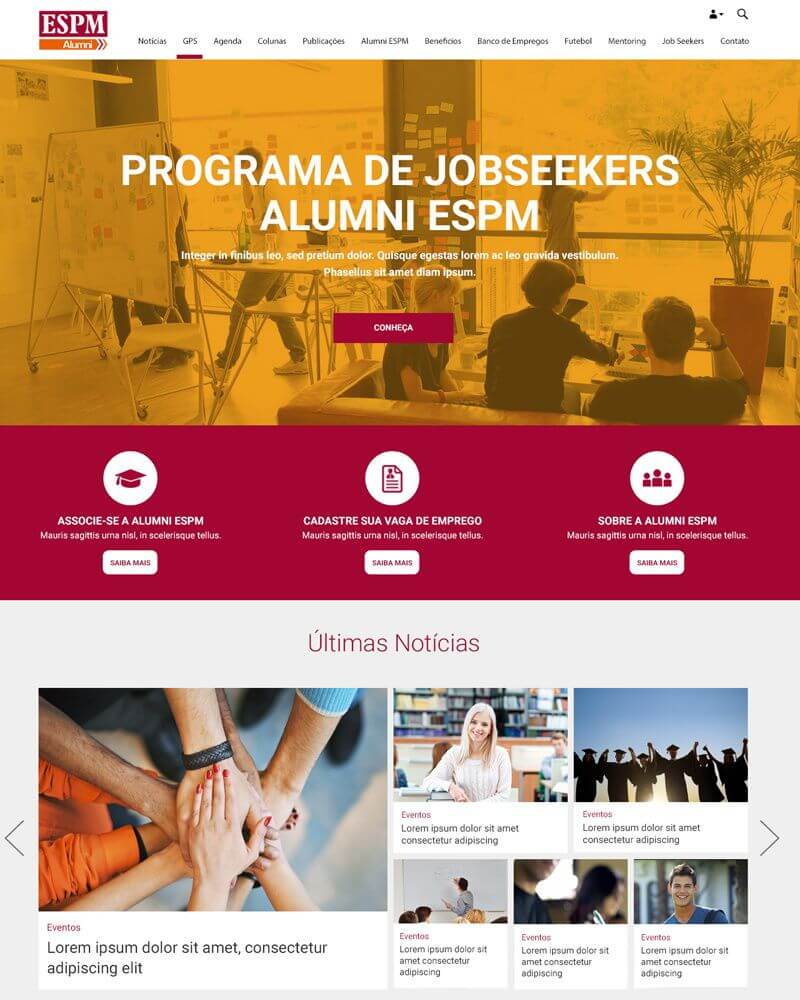 ESPM
Alumni
Notícias GPS Agenda Colunas Publicações Alumni ESPM Beneficios Banco de Empregos Futebol Mentoring Job Seekers Contato
PROGRAMA DE JOBSEEKERS
ALUMNI ESPM
Integer in finibus leo, sed pretium dolor. Quisque egestas lorem ac leo gravida vestibulum.
Phasellus sit amet diam ipsum.
CONHEÇA
ASSOCIE-SE A ALUMNI ESPM
Mauris sagittis urna nisl, in scelerisque tellus.
SAIBA MAIS
CADASTRE SUA VAGA DE EMPREGO
Mauris sagittis urna nisl, in scelerisque tellus.
SAIBA MAIS
SOBRE A ALUMNI ESPM
Mauris sagittis urna nisl, in scelerisque tellus.
SAIBA MAIS
Últimas Notícias
Eventos
Lorem ipsum dolor sit amet, consectetur
adipiscing elit
Eventos
Lorem ipsum dolor sit amet
consectetur adipiscing
Eventos
Lorem ipsum dolor sit amet
consectetur adipiscing
Eventos
Lorem ipsum dolor sit
amet consectetur
adipiscing
Eventos
Lorem ipsum dolor sit
amet consectetur
adipiscing
Eventos
Lorem ipsum dolor sit
amet consectetur
adipiscing